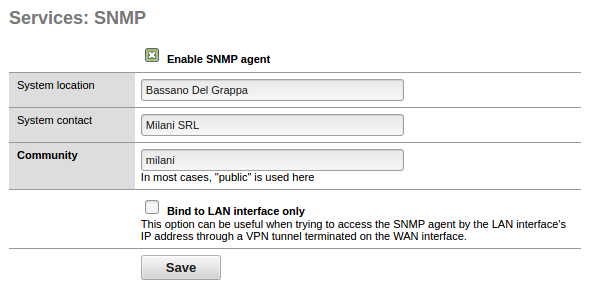 Services: SNMP
Enable SNMP agent
System location
Bassano Del Grappa
System contact
Milani SRL
Community
milani
In most cases, "public" is used here
Bind to LAN interface only
This option can be useful when trying to access the SNMP agent by the LAN interface's
IP address through a VPN tunnel terminated on the WAN interface.
Save